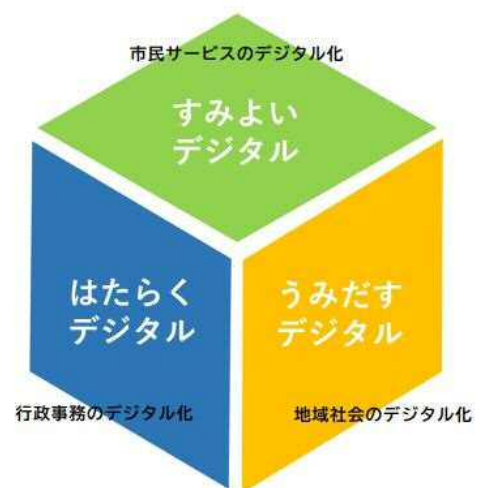 市民サービスのデジタル化
すみよい
デジタル
はたらく
デジタル
うみだす
デジタル
行政事務のデジタル化
地域社会のデジタル化